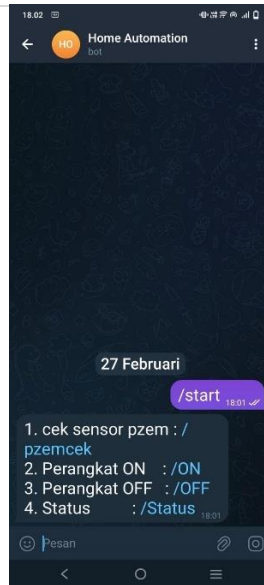 18.02
HO
Home Automation
bot
27 Februari
/start 18:01
1. cek sensor pzem : /
pzemcek
2. Perangkat ON : /ON
3. Perangkat OFF : /OFF
4. Status : /Status 18:01
Pesan